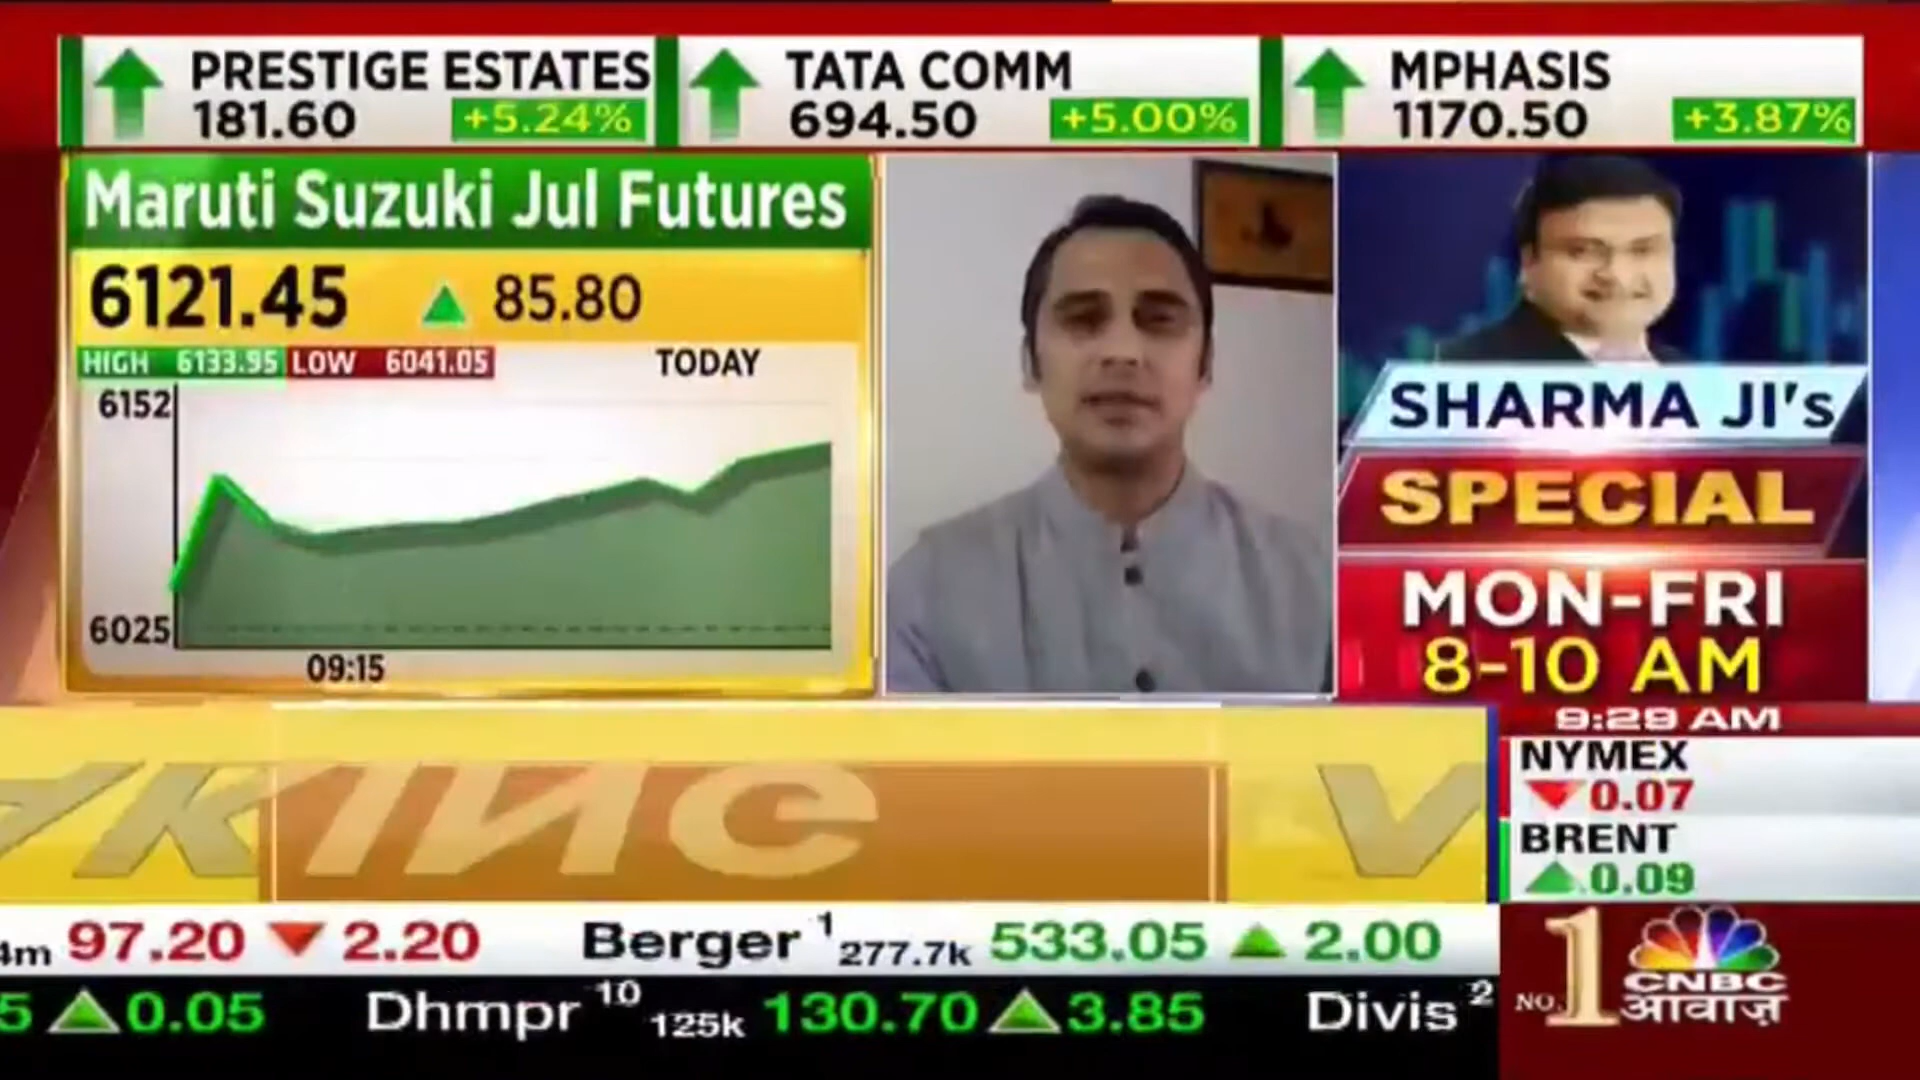 PRESTIGE ESTATES
181.60 +5.24%
TATA COMM
694.50 +5.00%
MPHASIS
1170.50 +3.87%
Maruti Suzuki Jul Futures
6121.45 85.80
HIGH 6133.95 LOW 6041.05 TODAY
6152
6025
09:15
SHARMA JI's
SPECIAL
MON-FRI
8-10 AM
9:29 AM
NYMEX
0.07
BRENT
0.09
97.20 2.20 Berger 1 277.7k 533.05 2.00
5 0.05 Dhmpr 10 125k 130.70 3.85 Divis 2
NO. 1
CNBC
आवाज़